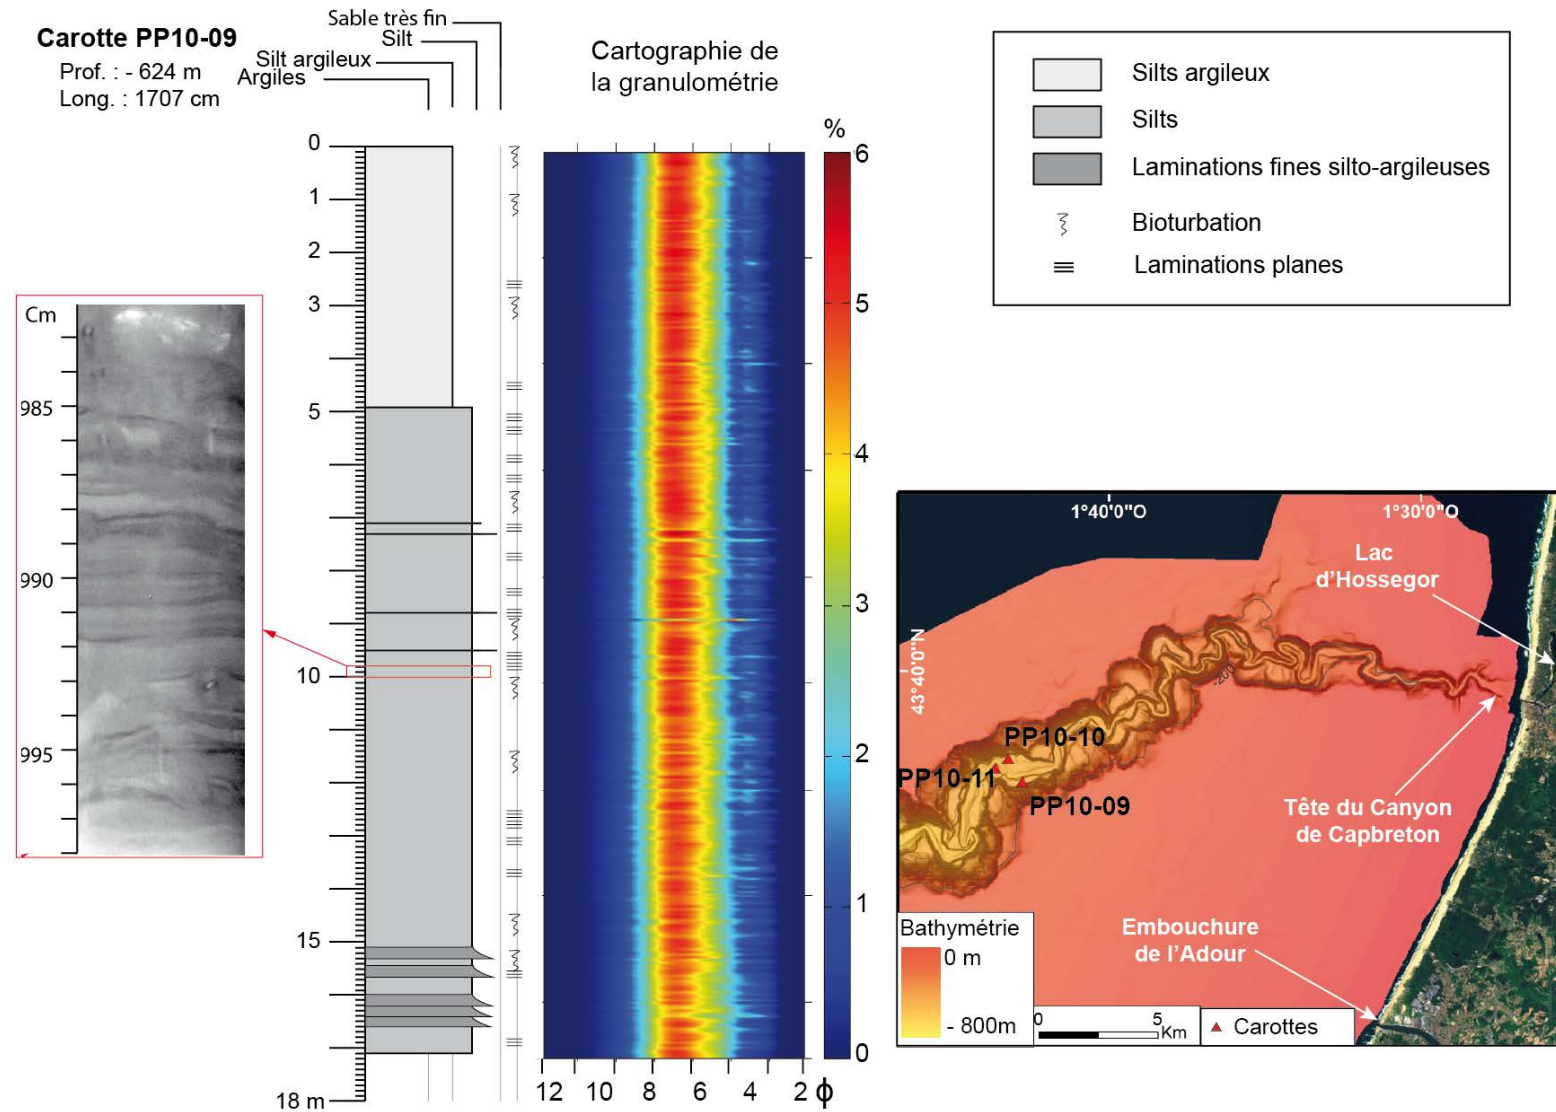 Carotte PP10-09
Prof. : - 624 m
Long. : 1707 cm
Sable très fin
Silt
Silt argileux
Argiles
Cartographie de
la granulométrie
%
0
1
2
3
5
10
15
18 m
Cm
985
990
995
6
5
4
3
2
1
0
12 10 8 6 4 2 ϕ
Silts argileux
Silts
Laminations fines silto-argileuses
Bioturbation
Laminations planes
1°40'0"O
1°30'0"O
43°40'0"N
Lac
d'Hossegor
-200
PP10-10
PP10-11
PP10-09
Tête du Canyon
de Capbreton
Embouchure
de l'Adour
Bathymétrie
0 m
- 800m
0 5
Km
Carottes